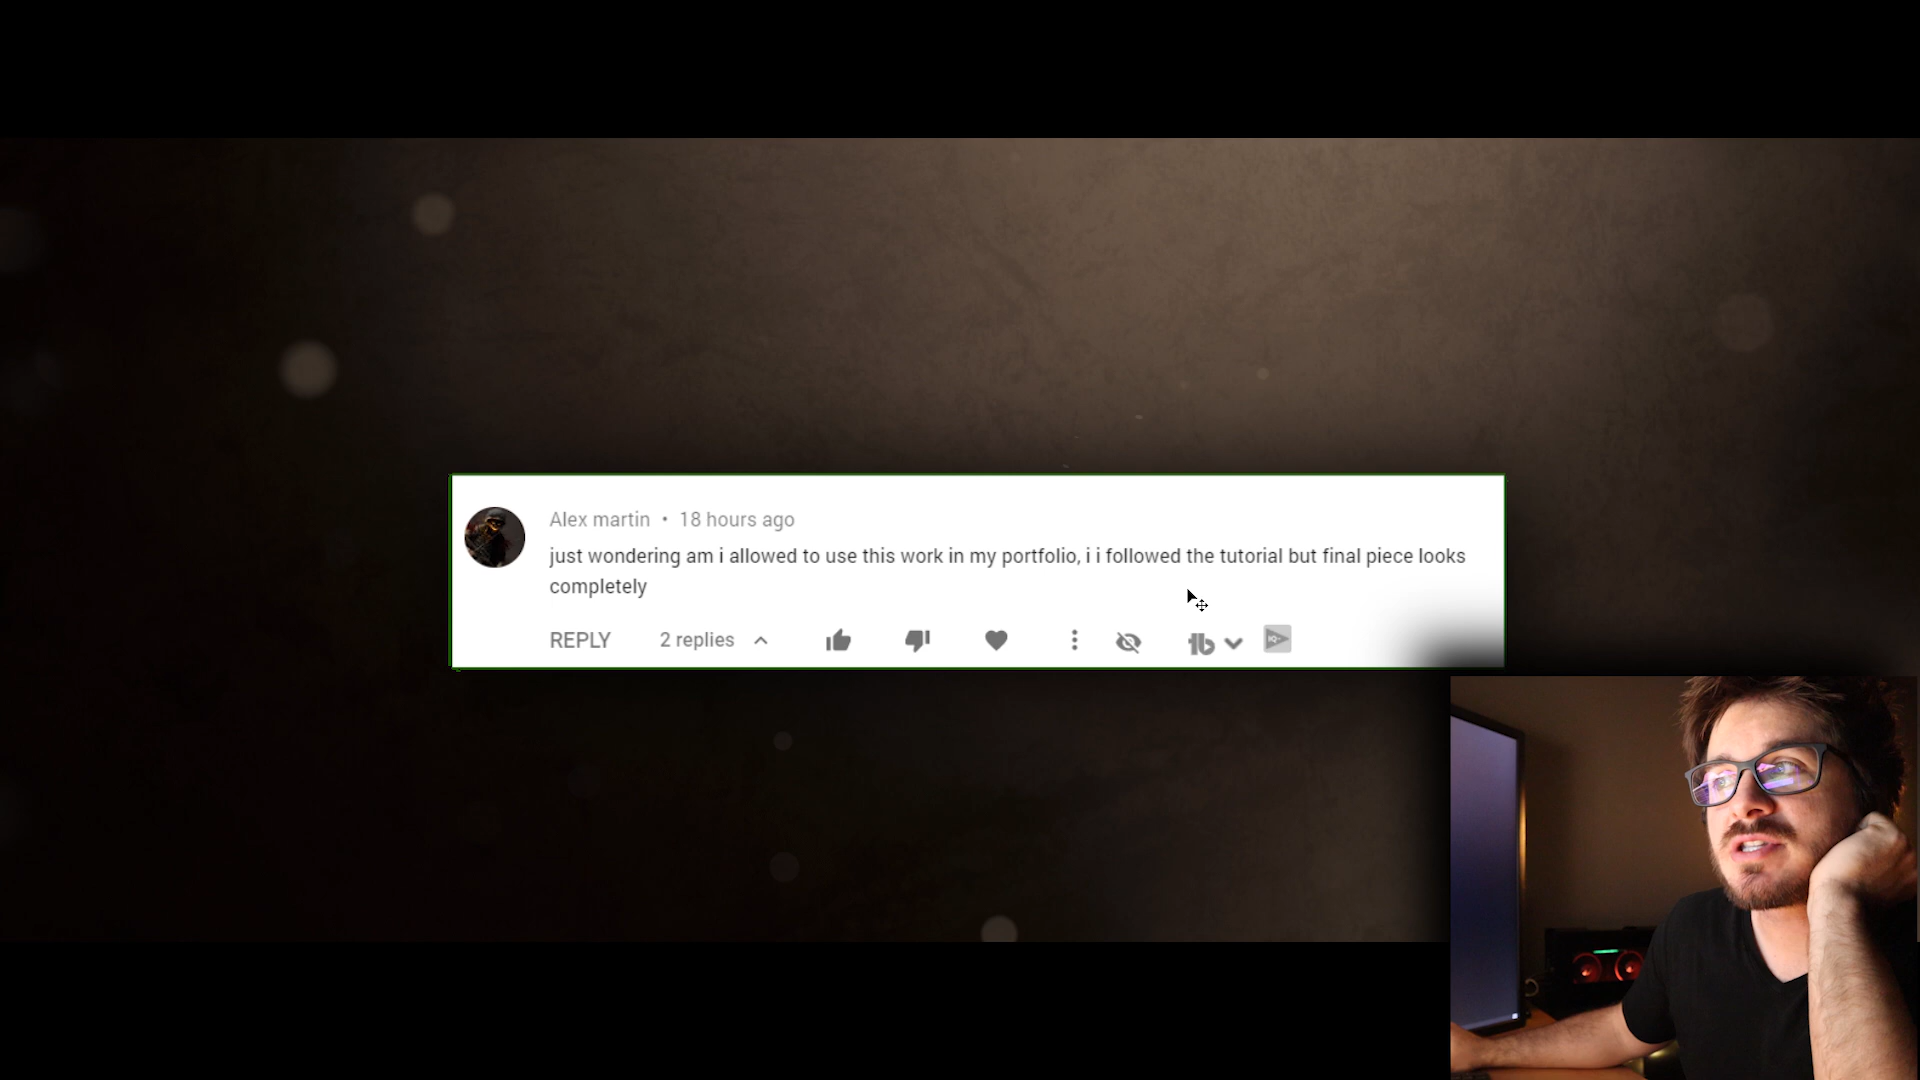 Alex martin • 18 hours ago
just wondering am i allowed to use this work in my portfolio, i i followed the tutorial but final piece looks
completely
REPLY 2 replies